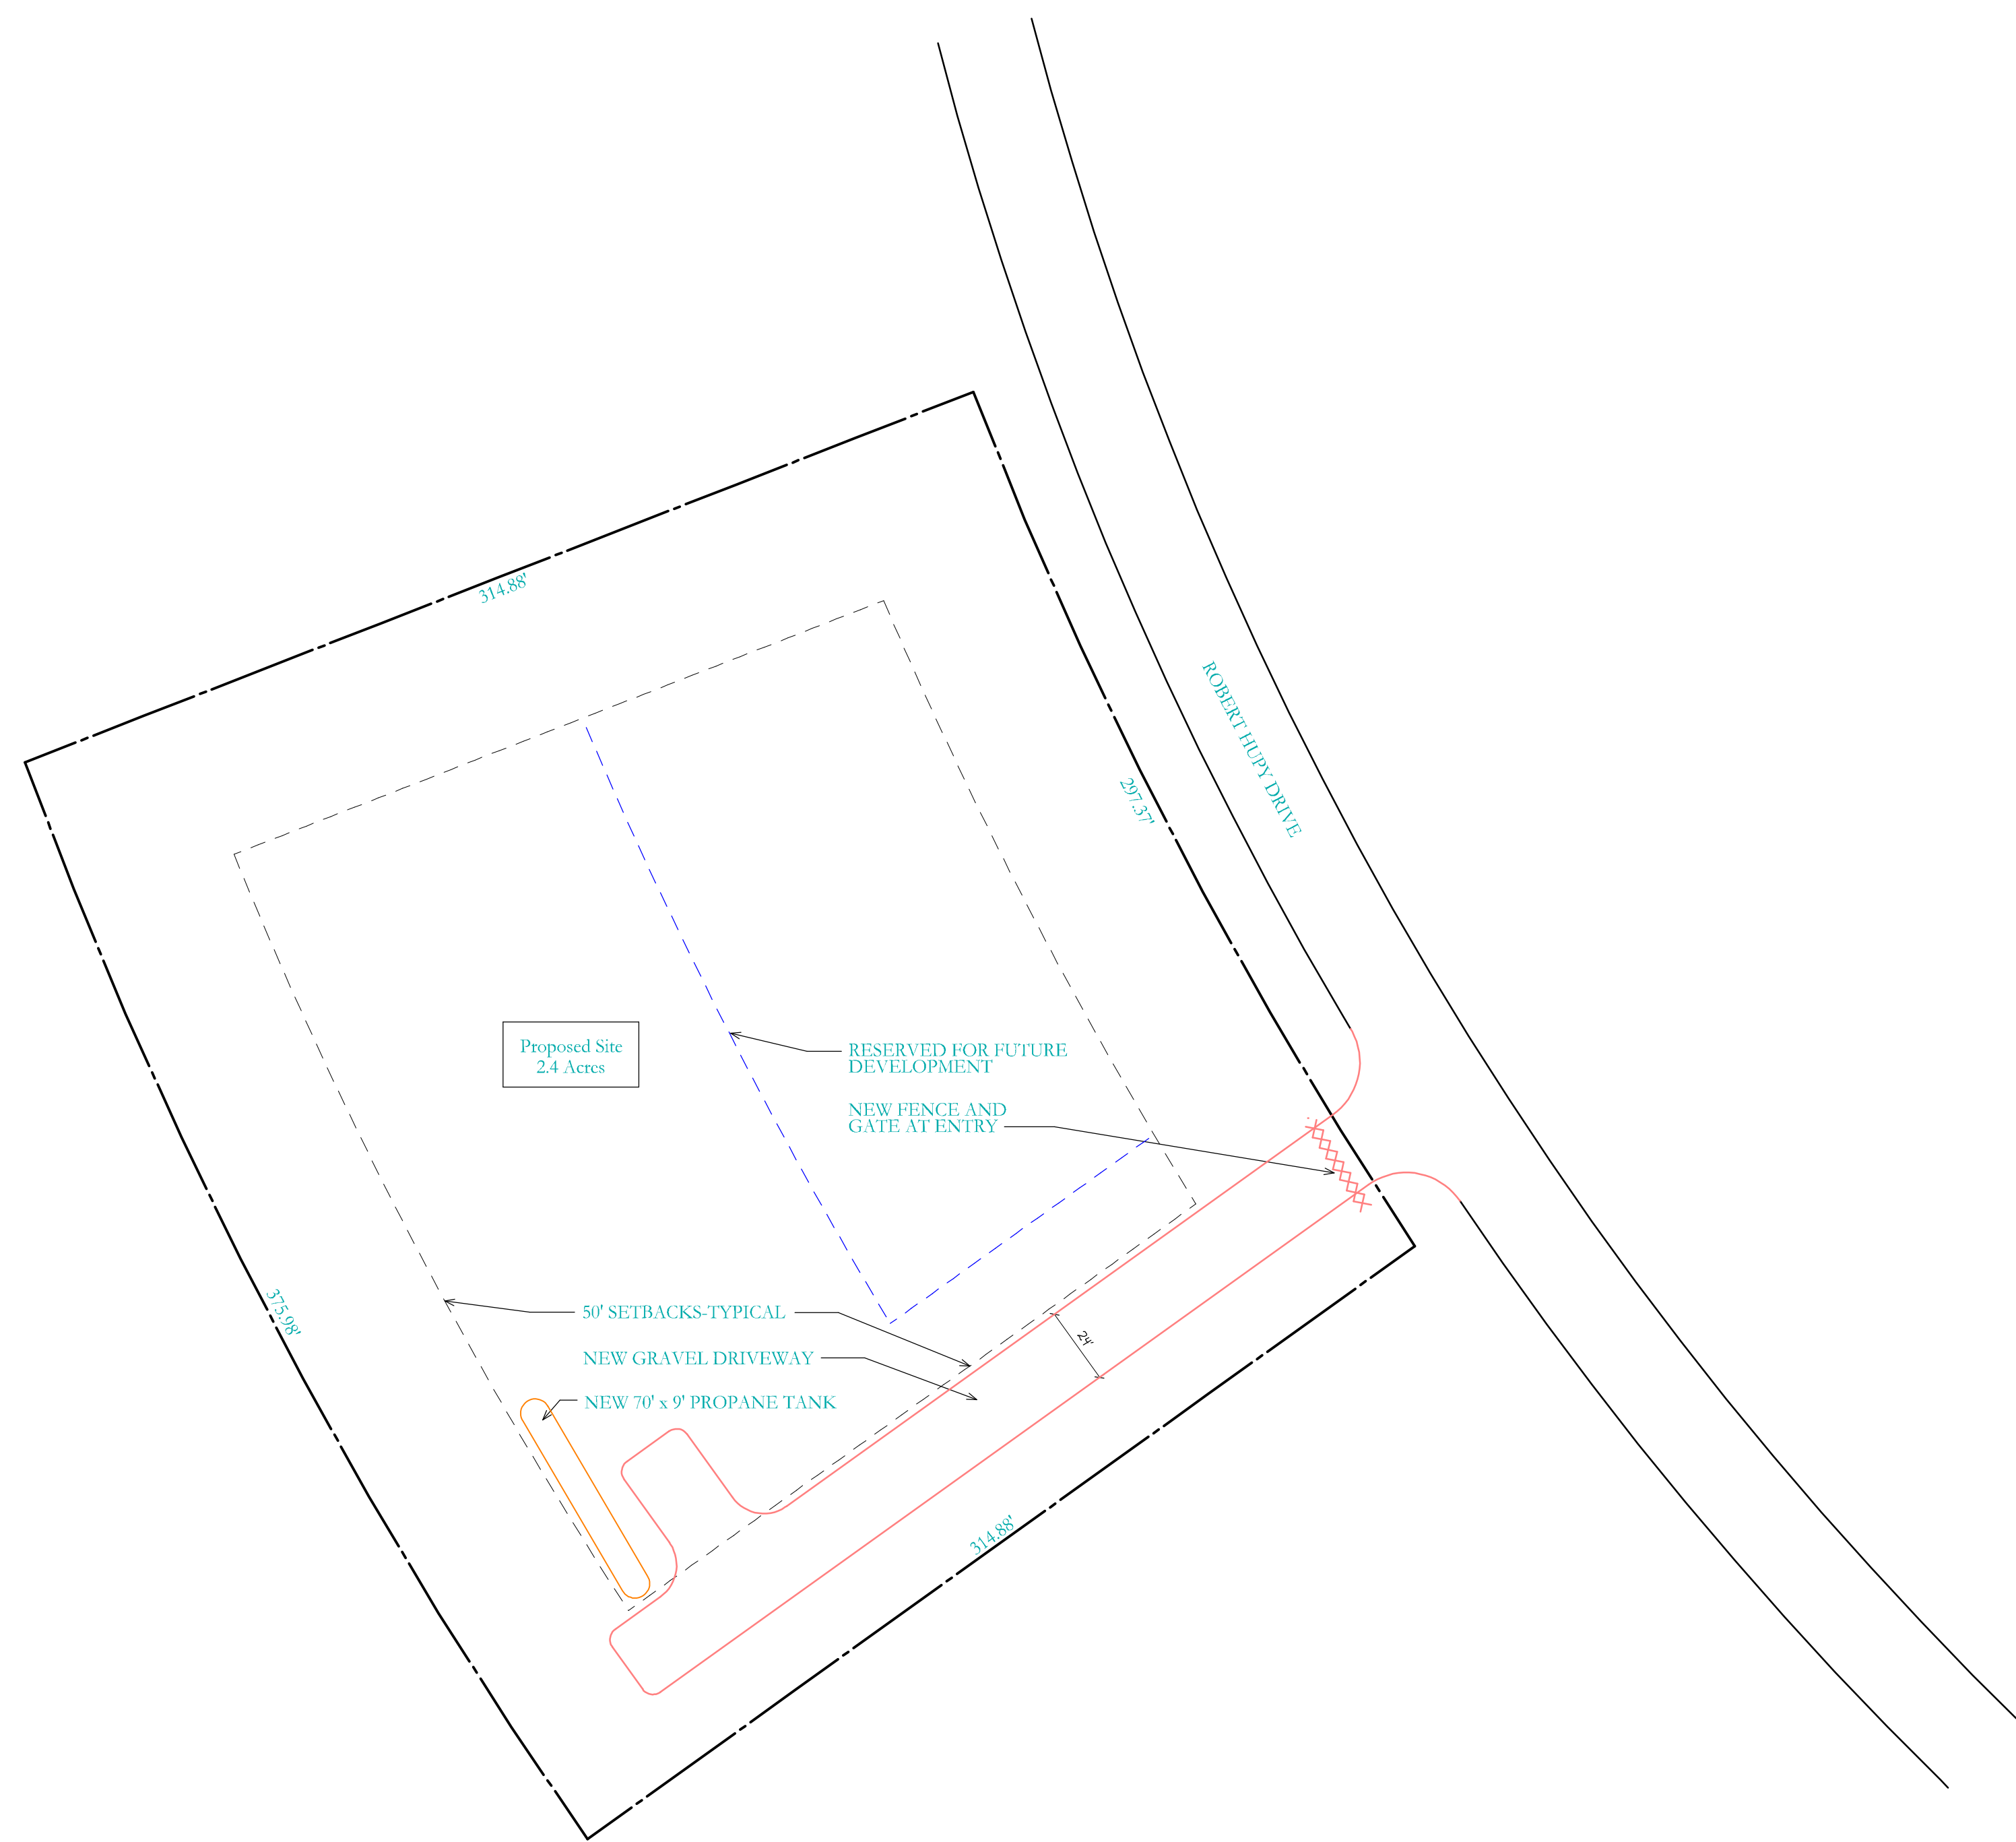 314.88'
ROBERT HUPY DRIVE
297.37'
Proposed Site
2.4 Acres
RESERVED FOR FUTURE
DEVELOPMENT
NEW FENCE AND
GATE AT ENTRY
375.98'
50' SETBACKS-TYPICAL
24'
NEW GRAVEL DRIVEWAY
NEW 70' x 9' PROPANE TANK
314.88'